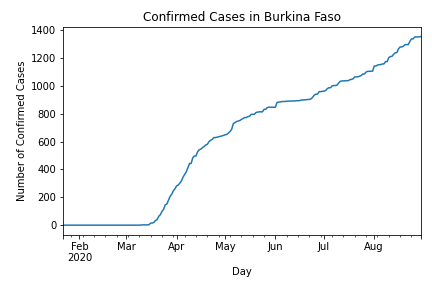 Confirmed Cases in Burkina Faso
1400
1200
1000
800
600
400
200
0
Number of Confirmed Cases
Feb Mar Apr May Jun Jul Aug
2020
Day